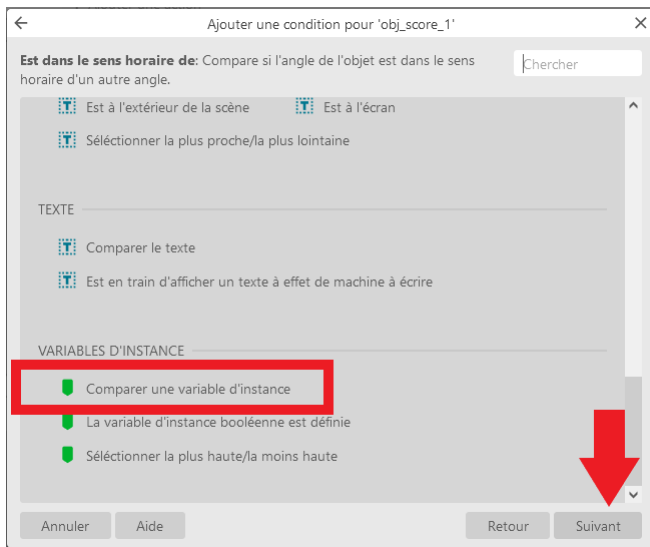 Ajouter une condition pour 'obj_score_1'
Est dans le sens horaire de: Compare si l'angle de l'objet est dans le sens
horaire d'un autre angle.
Chercher
Est à l'extérieur de la scène
Est à l'écran
Séléctionner la plus proche/la plus lointaine
TEXTE
Comparer le texte
Est en train d'afficher un texte à effet de machine à écrire
VARIABLES D'INSTANCE
Comparer une variable d'instance
La variable d'instance booléenne est définie
Séléctionner la plus haute/la moins haute
Annuler
Aide
Retour
Suivant